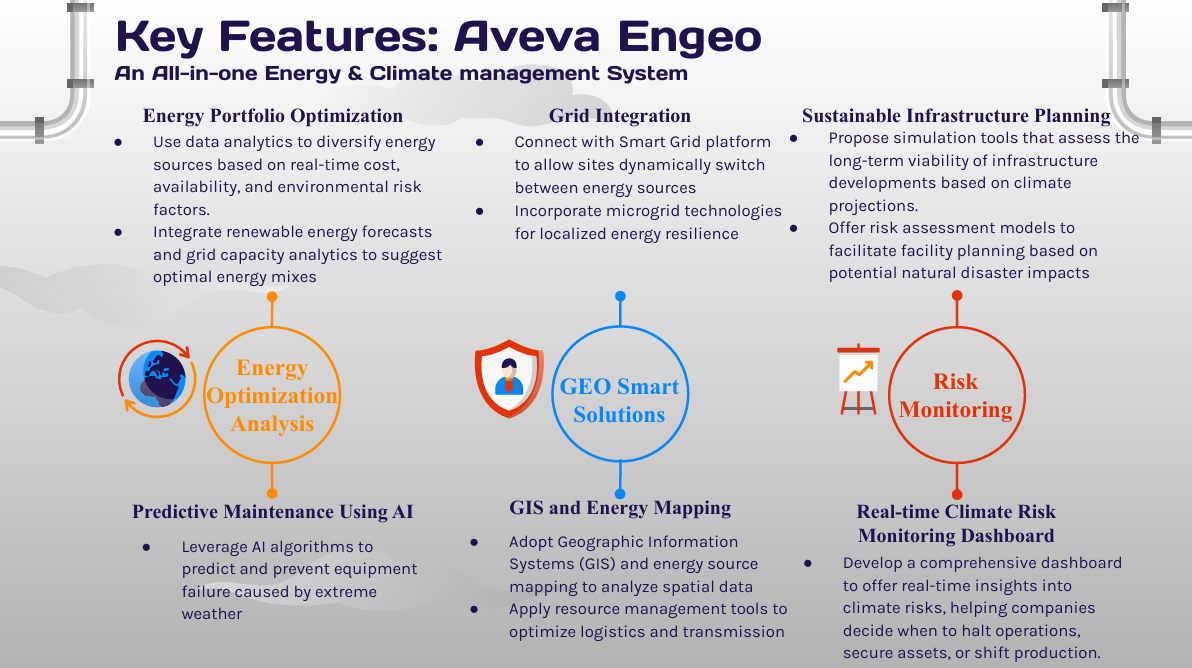 Key Features: Aveva Engeo
An All-in-one Energy & Climate management System
Energy Portfolio Optimization
● Use data analytics to diversify energy
sources based on real-time cost,
availability, and environmental risk
factors.
● Integrate renewable energy forecasts
and grid capacity analytics to suggest
optimal energy mixes
Grid Integration
● Connect with Smart Grid platform
to allow sites dynamically switch
between energy sources
● Incorporate microgrid technologies
for localized energy resilience
Sustainable Infrastructure Planning
● Propose simulation tools that assess the
long-term viability of infrastructure
developments based on climate
projections.
● Offer risk assessment models to
facilitate facility planning based on
potential natural disaster impacts
Energy
Optimization
Analysis
GEO Smart
Solutions
Risk
Monitoring
Predictive Maintenance Using AI
● Leverage AI algorithms to
predict and prevent equipment
failure caused by extreme
weather
GIS and Energy Mapping
● Adopt Geographic Information
Systems (GIS) and energy source
mapping to analyze spatial data
● Apply resource management tools to
optimize logistics and transmission
Real-time Climate Risk
Monitoring Dashboard
● Develop a comprehensive dashboard
to offer real-time insights into
climate risks, helping companies
decide when to halt operations,
secure assets, or shift production.